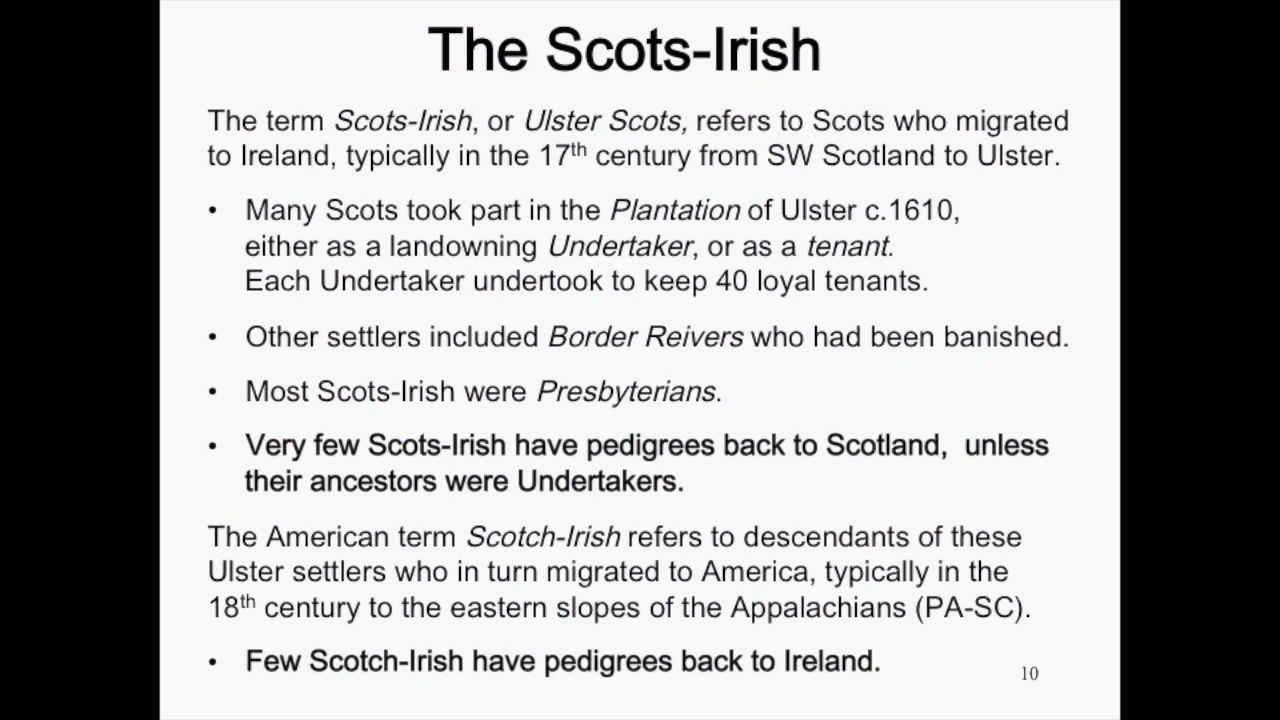 The Scots-Irish
The term Scots-Irish, or Ulster Scots, refers to Scots who migrated
to Ireland, typically in the 17th century from SW Scotland to Ulster.
• Many Scots took part in the Plantation of Ulster c.1610,
either as a landowning Undertaker, or as a tenant.
Each Undertaker undertook to keep 40 loyal tenants.
• Other settlers included Border Reivers who had been banished.
• Most Scots-Irish were Presbyterians.
• Very few Scots-Irish have pedigrees back to Scotland,  unless
their ancestors were Undertakers.
The American term Scotch-Irish refers to descendants of these
Ulster settlers who in turn migrated to America, typically in the
18th century to the eastern slopes of the Appalachians (PA-SC).
• Few Scotch-Irish have pedigrees back to Ireland.
10